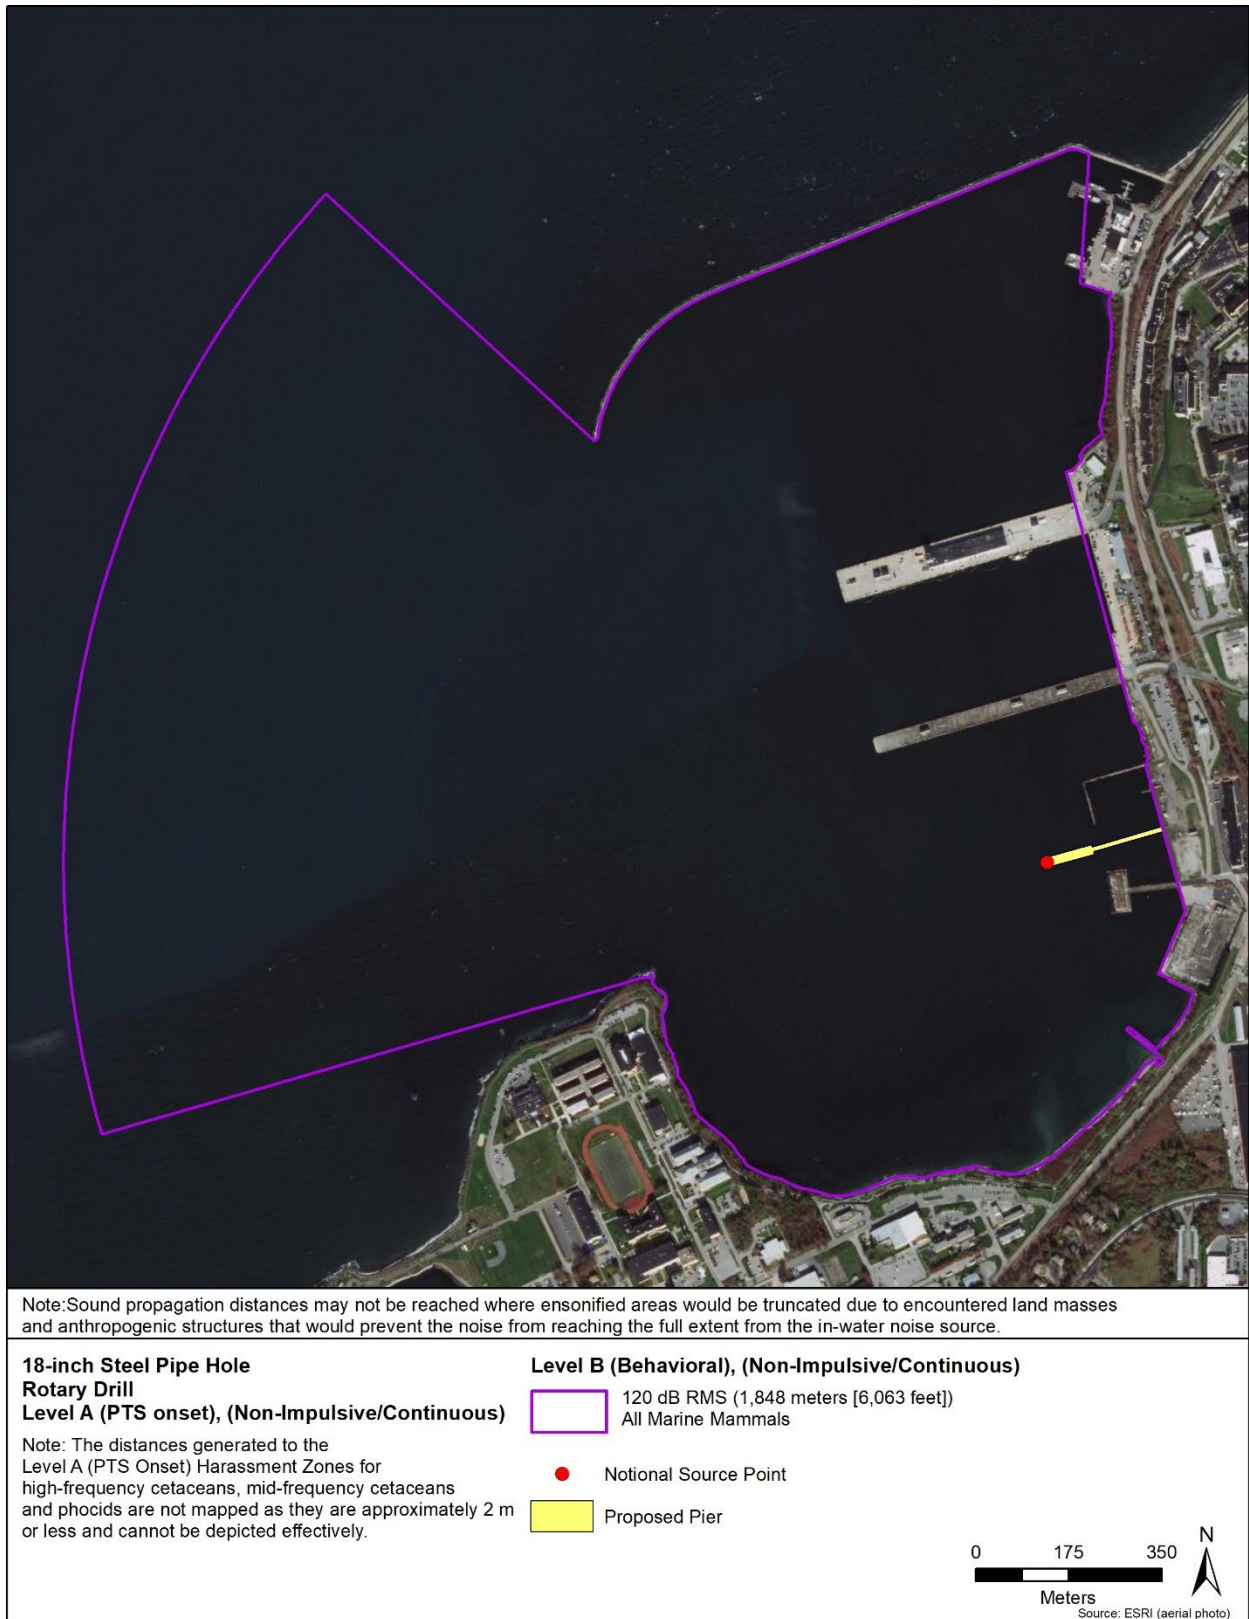 Note:Sound propagation distances may not be reached where ensonified areas would be truncated due to encountered land masses
and anthropogenic structures that would prevent the noise from reaching the full extent from the in-water noise source.
18-inch Steel Pipe Hole
Rotary Drill
Level A (PTS onset), (Non-Impulsive/Continuous)
Note: The distances generated to the
Level A (PTS Onset) Harassment Zones for
high-frequency cetaceans, mid-frequency cetaceans
and phocids are not mapped as they are approximately 2 m
or less and cannot be depicted effectively.
Level B (Behavioral), (Non-Impulsive/Continuous)
120 dB RMS (1,848 meters [6,063 feet])
All Marine Mammals
Notional Source Point
Proposed Pier
0 175 350
Meters
N
Source: ESRI (aerial photo)